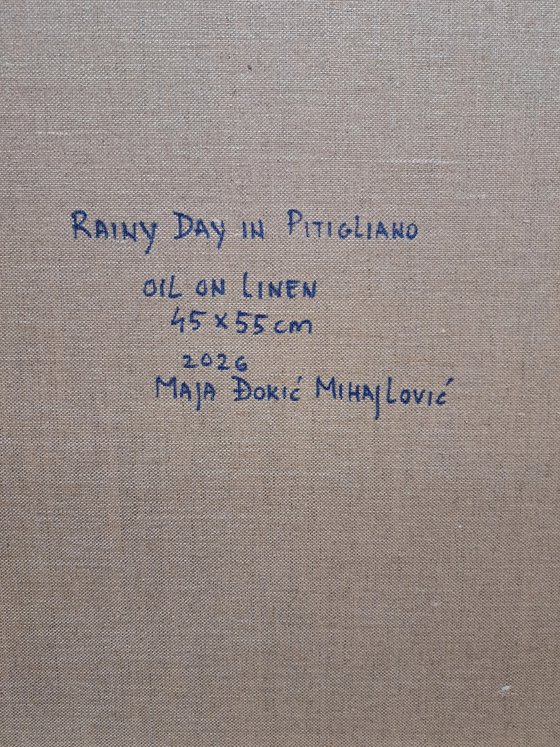 Rainy Day in Pitigliano
oil on Linen
45 x 55 cm
2026
Maja Đokić Mihajlović